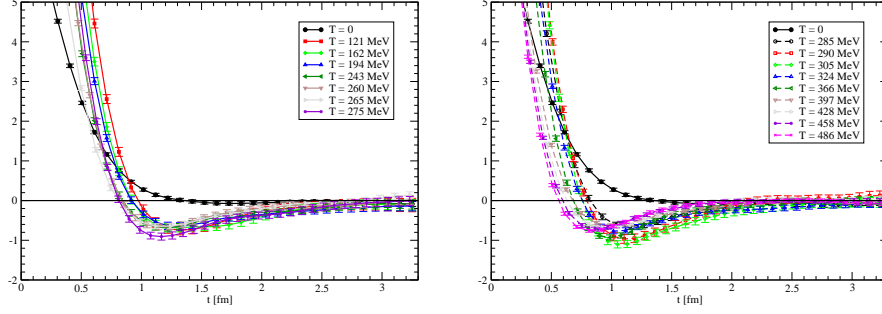 5
4
3
2
1
0
-1
-2
0
0.5
1
1.5
2
2.5
3
t [fm]
T = 0
T = 121 MeV
T = 162 MeV
T = 194 MeV
T = 243 MeV
T = 260 MeV
T = 265 MeV
T = 275 MeV
5
4
3
2
1
0
-1
-2
0
0.5
1
1.5
2
2.5
3
t [fm]
T = 0
T = 285 MeV
T = 290 MeV
T = 305 MeV
T = 324 MeV
T = 366 MeV
T = 397 MeV
T = 428 MeV
T = 458 MeV
T = 486 MeV